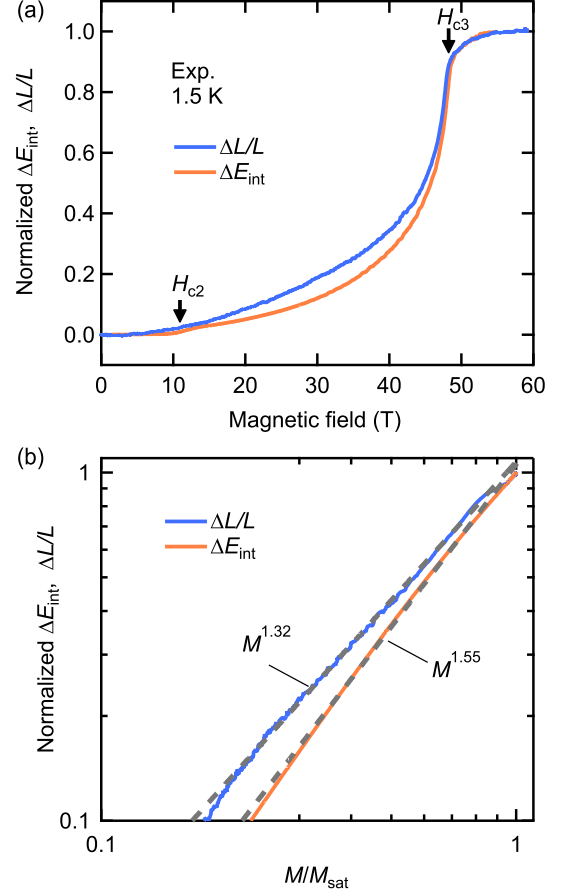 (a)
H_c3
Exp.
1.5 K
ΔL/L
ΔE_int
H_c2
Normalized ΔE_int, ΔL/L
1.0
0.8
0.6
0.4
0.2
0.0
0 10 20 30 40 50 60
Magnetic field (T)
(b)
1
ΔL/L
ΔE_int
M^1.32
M^1.55
Normalized ΔE_int, ΔL/L
0.1
0.1 1
M/M_sat